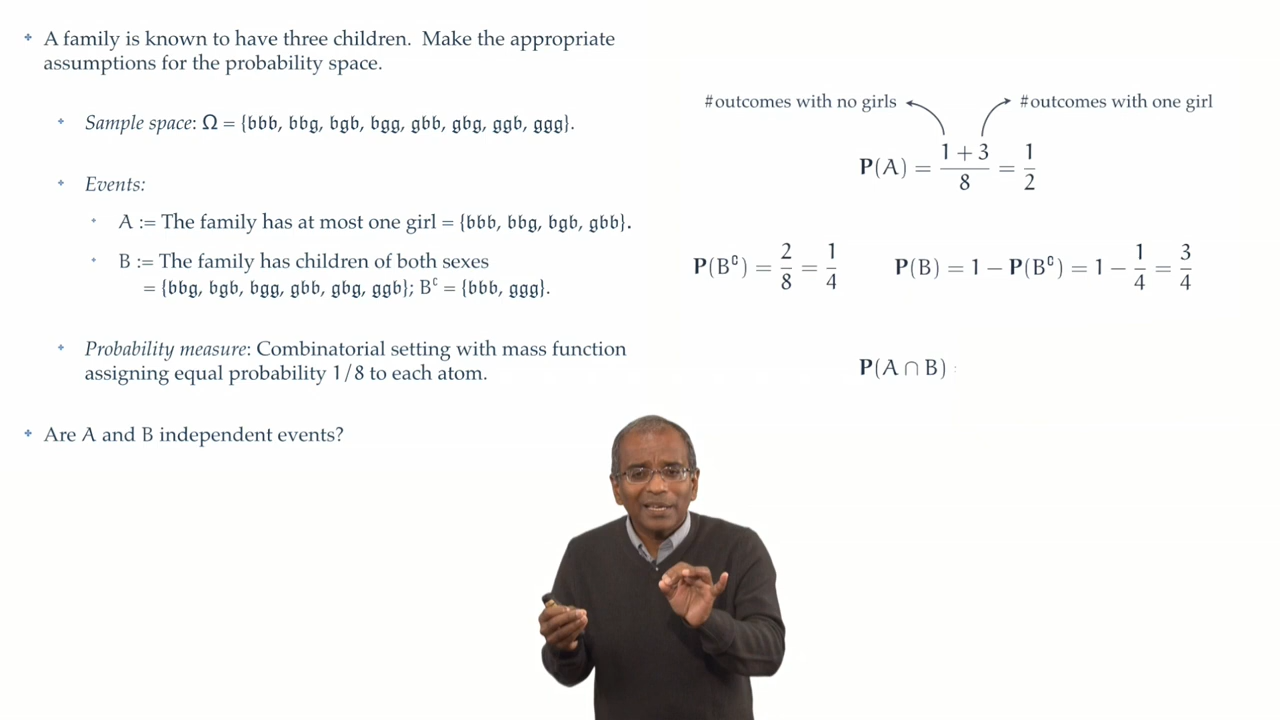 A family is known to have three children. Make the appropriate
assumptions for the probability space.
Sample space: Ω = {bbb, bbg, bgb, bgg, gbb, gbg, ggb, ggg}.
Events:
A := The family has at most one girl = {bbb, bbg, bgb, gbb}.
B := The family has children of both sexes
= {bbg, bgb, bgg, gbb, gbg, ggb}; Bᶜ = {bbb, ggg}.
Probability measure: Combinatorial setting with mass function
assigning equal probability 1/8 to each atom.
Are A and B independent events?
#outcomes with no girls #outcomes with one girl
P(A) = (1 + 3)/8 = 1/2
P(Bᶜ) = 2/8 = 1/4 P(B) = 1 − P(Bᶜ) = 1 − 1/4 = 3/4
P(A ∩ B)